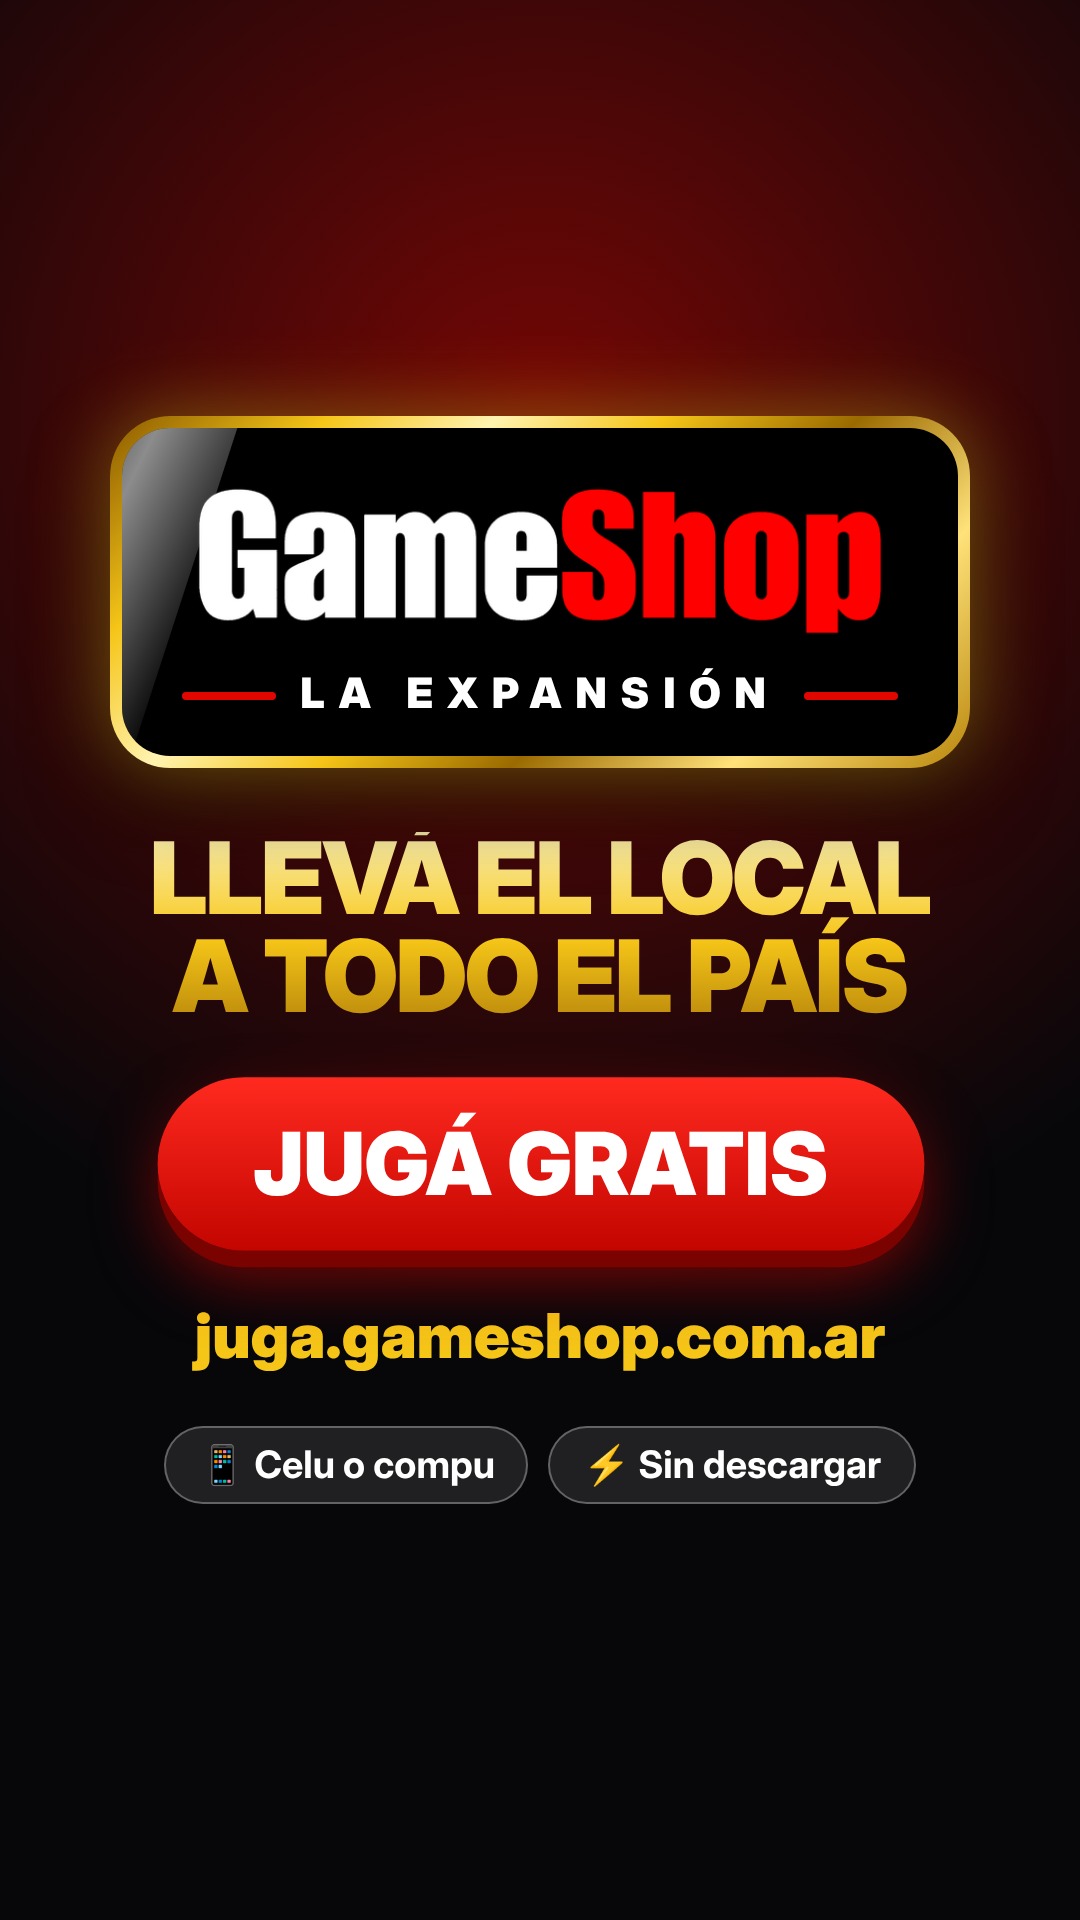 GameShop
LA EXPANSIÓN
LLEVÁ EL LOCAL
A TODO EL PAÍS
JUGÁ GRATIS
juga.gameshop.com.ar
📱 Celu o compu
⚡ Sin descargar